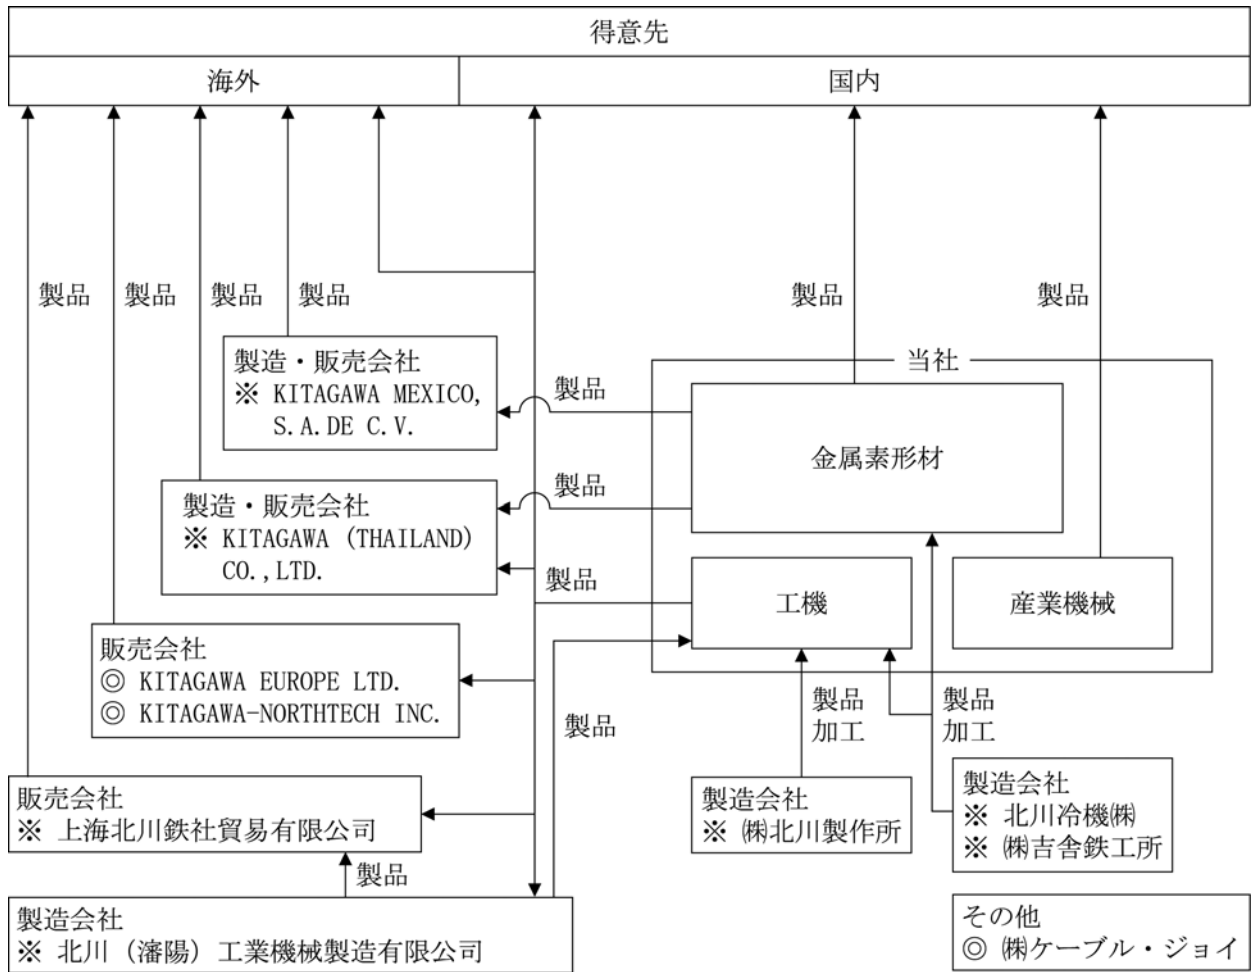 得意先
海外
国内
製品
製品
製品
製品
製品
製品
製造・販売会社
※ KITAGAWA MEXICO,
S.A.DE C.V.
製品
当社
金属素形材
製造・販売会社
※ KITAGAWA (THAILAND)
CO.,LTD.
製品
製品
工機
産業機械
販売会社
◎ KITAGAWA EUROPE LTD.
◎ KITAGAWA-NORTHTECH INC.
製品
製品
加工
製品
加工
販売会社
※ 上海北川鉄社貿易有限公司
製造会社
※ ㈱北川製作所
製造会社
※ 北川冷機㈱
※ ㈱吉舎鉄工所
製品
製造会社
※ 北川（瀋陽）工業機械製造有限公司
その他
◎ ㈱ケーブル・ジョイ